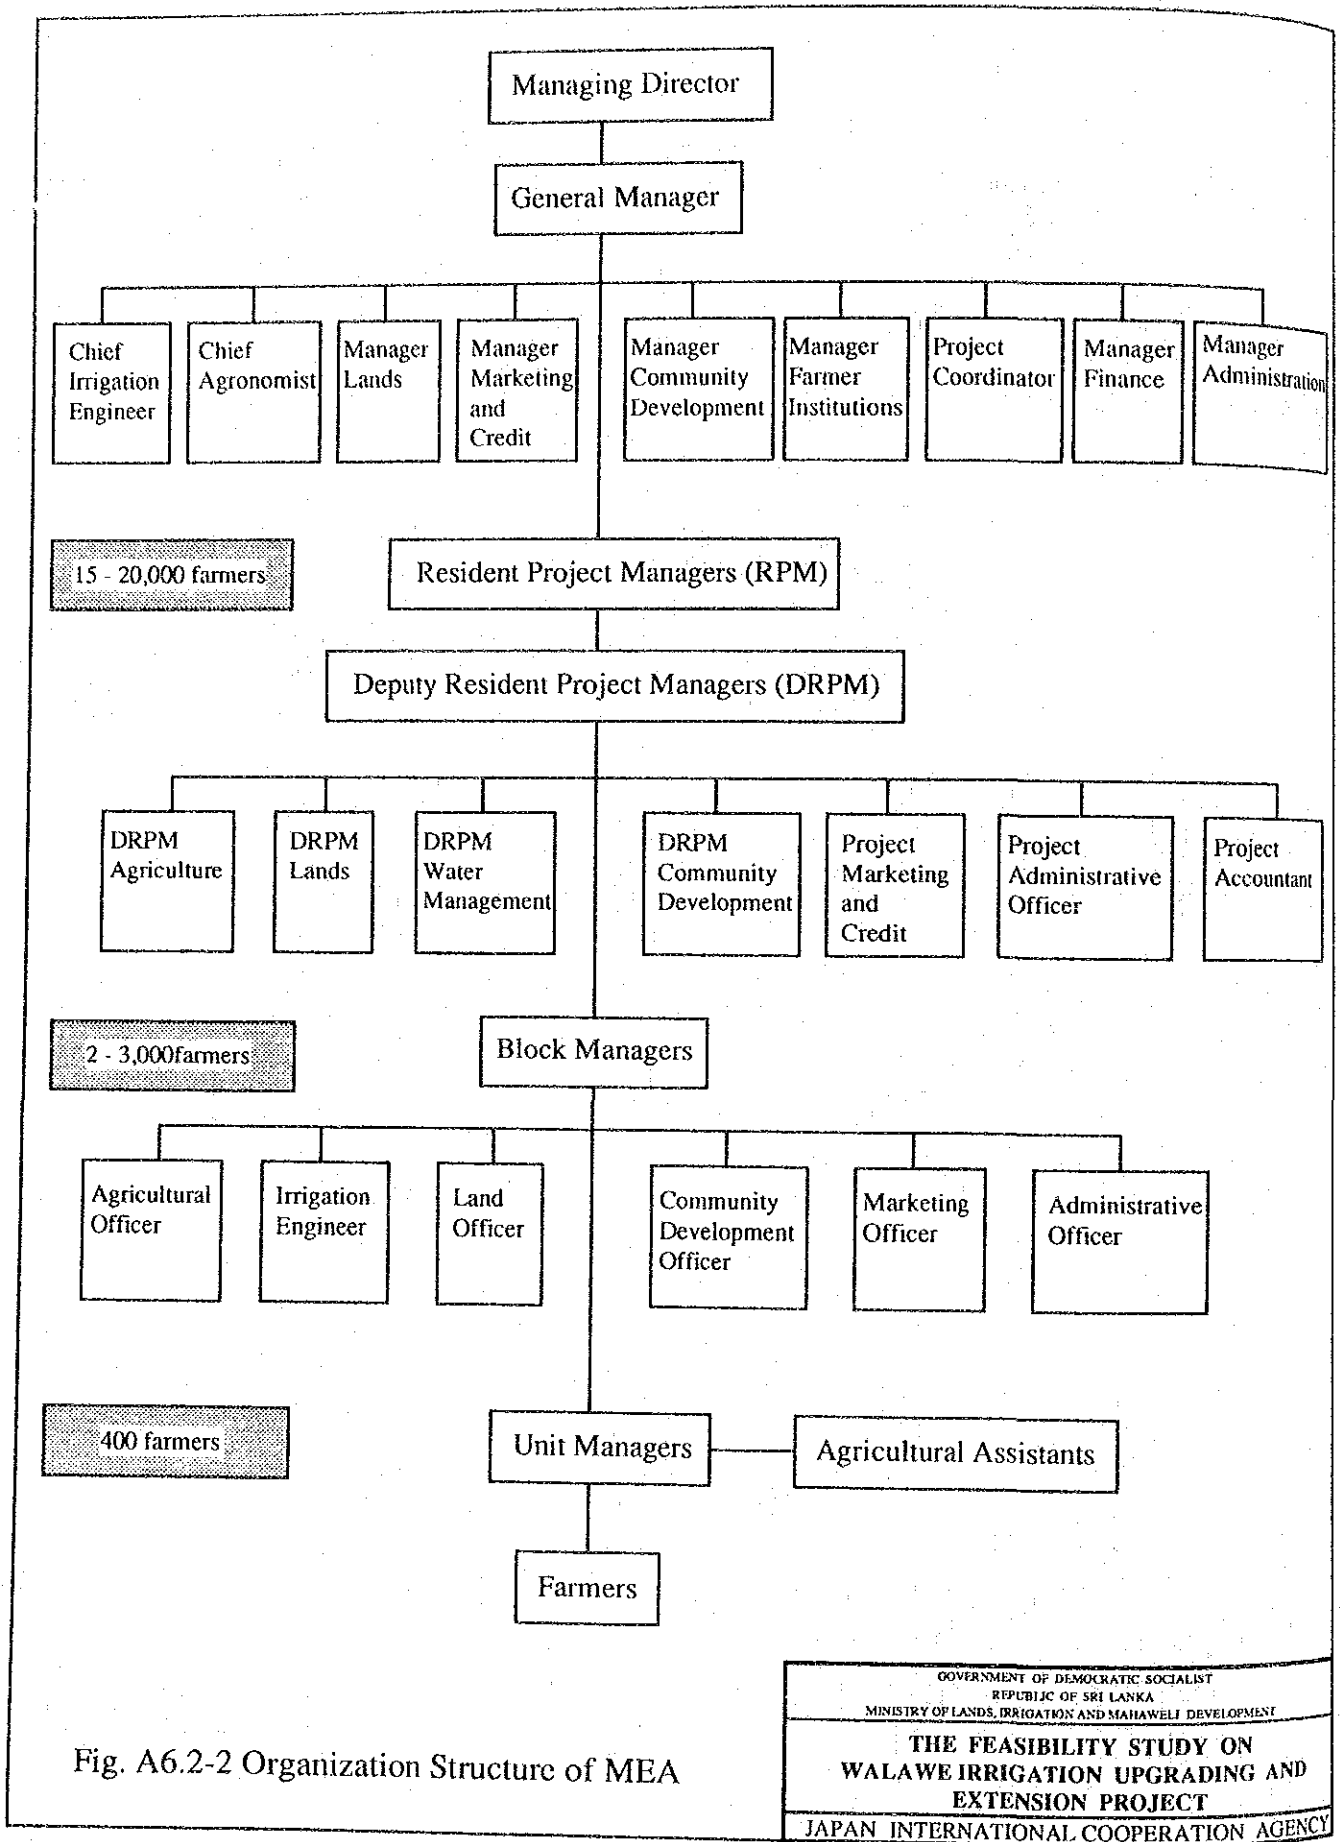 Managing Director
General Manager
Chief
Irrigation
Engineer
Chief
Agronomist
Manager
Lands
Manager
Marketing
and
Credit
Manager
Community
Development
Manager
Farmer
Institutions
Project
Coordinator
Manager
Finance
Manager
Administration
15 - 20,000 farmers
Resident Project Managers (RPM)
Deputy Resident Project Managers (DRPM)
DRPM
Agriculture
DRPM
Lands
DRPM
Water
Management
DRPM
Community
Development
Project
Marketing
and
Credit
Project
Administrative
Officer
Project
Accountant
2 - 3,000farmers
Block Managers
Agricultural
Officer
Irrigation
Engineer
Land
Officer
Community
Development
Officer
Marketing
Officer
Administrative
Officer
400 farmers
Unit Managers
Agricultural Assistants
Farmers
Fig. A6.2-2 Organization Structure of MEA
GOVERNMENT OF DEMOCRATIC SOCIALIST
REPUBLIC OF SRI LANKA
MINISTRY OF LANDS, IRRIGATION AND MAHAWELI DEVELOPMENT
THE FEASIBILITY STUDY ON
WALAWE IRRIGATION UPGRADING AND
EXTENSION PROJECT
JAPAN INTERNATIONAL COOPERATION AGENCY